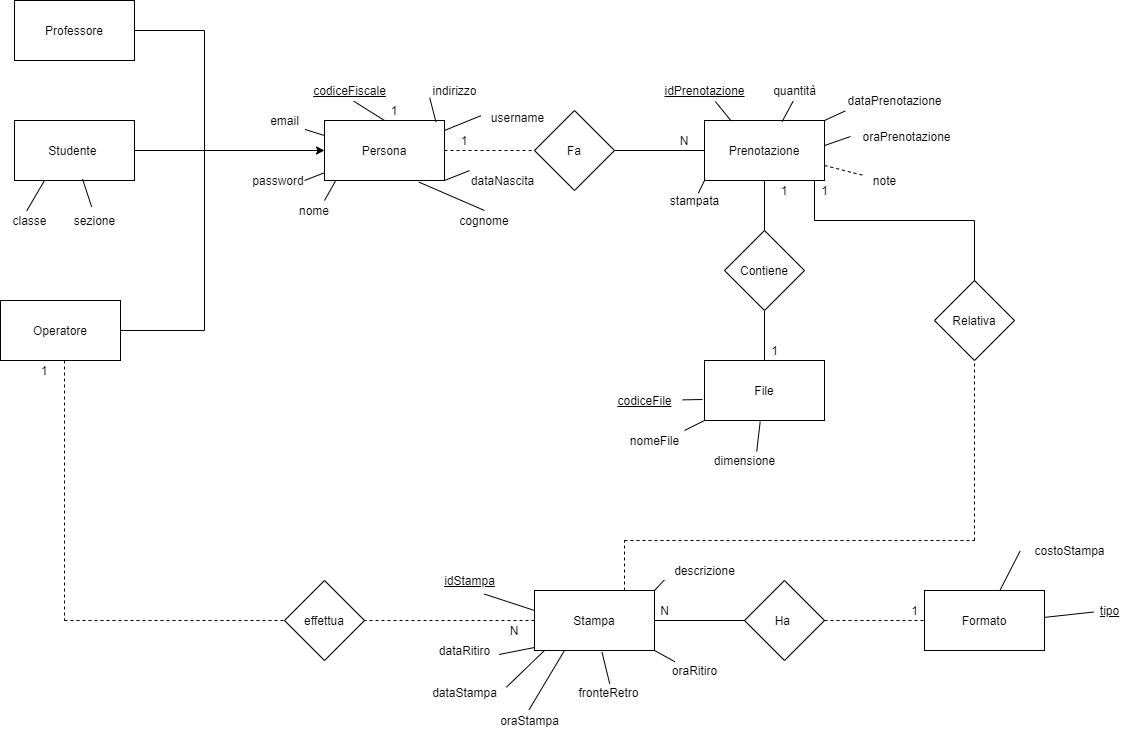 Professore
codiceFiscale
indirizzo
idPrenotazione
quantità
dataPrenotazione
1
email
username
oraPrenotazione
Studente
Persona
1
Fa
N
Prenotazione
password
dataNascita
note
nome
cognome
stampata
1
1
classe
sezione
Contiene
Operatore
Relativa
1
1
File
codiceFile
nomeFile
dimensione
idStampa
descrizione
costoStampa
effettua
N
Stampa
N
Ha
1
Formato
tipo
dataRitiro
oraRitiro
dataStampa
fronteRetro
oraStampa